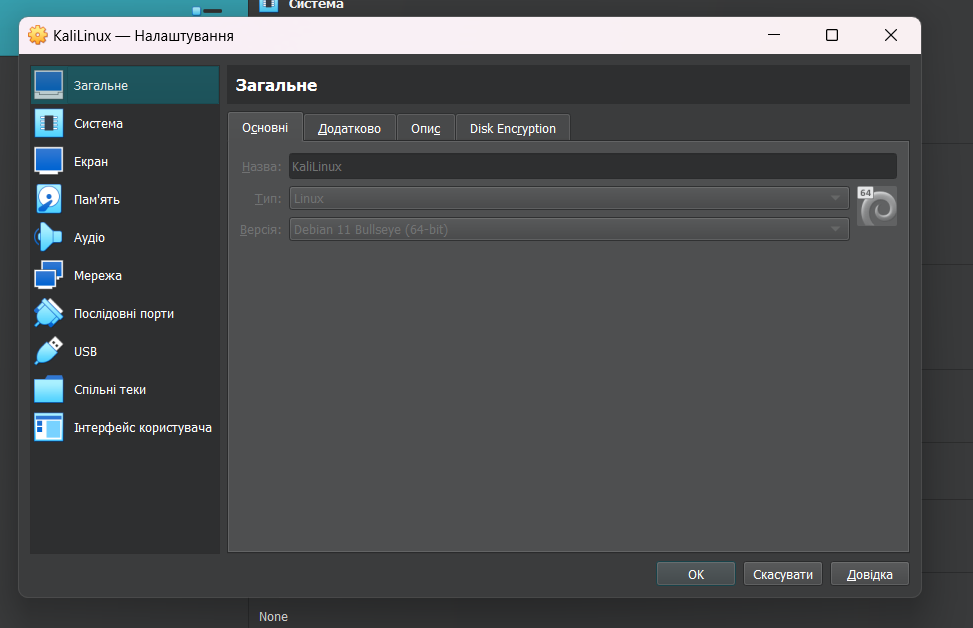 Система
KaliLinux — Налаштування
Загальне
Система
Екран
Пам'ять
Аудіо
Мережа
Послідовні порти
USB
Спільні теки
Інтерфейс користувача
Загальне
Основні Додатково Опис Disk Encryption
Назва: KaliLinux
Тип: Linux
64
Версія: Debian 11 Bullseye (64-bit)
OK Скасувати Довідка
None